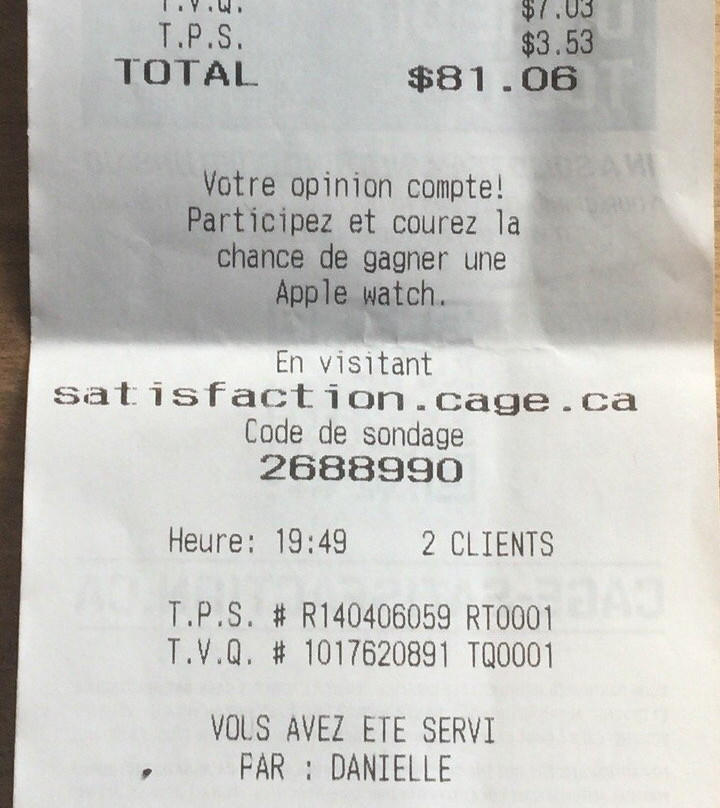 T.V.Q. $7.03
T.P.S. $3.53
TOTAL $81.06
Votre opinion compte!
Participez et courez la
chance de gagner une
Apple watch.
En visitant
satisfaction.cage.ca
Code de sondage
2688990
Heure: 19:49 2 CLIENTS
T.P.S. # R140406059 RT0001
T.V.Q. # 1017620891 TQ0001
VOUS AVEZ ETE SERVI
PAR : DANIELLE